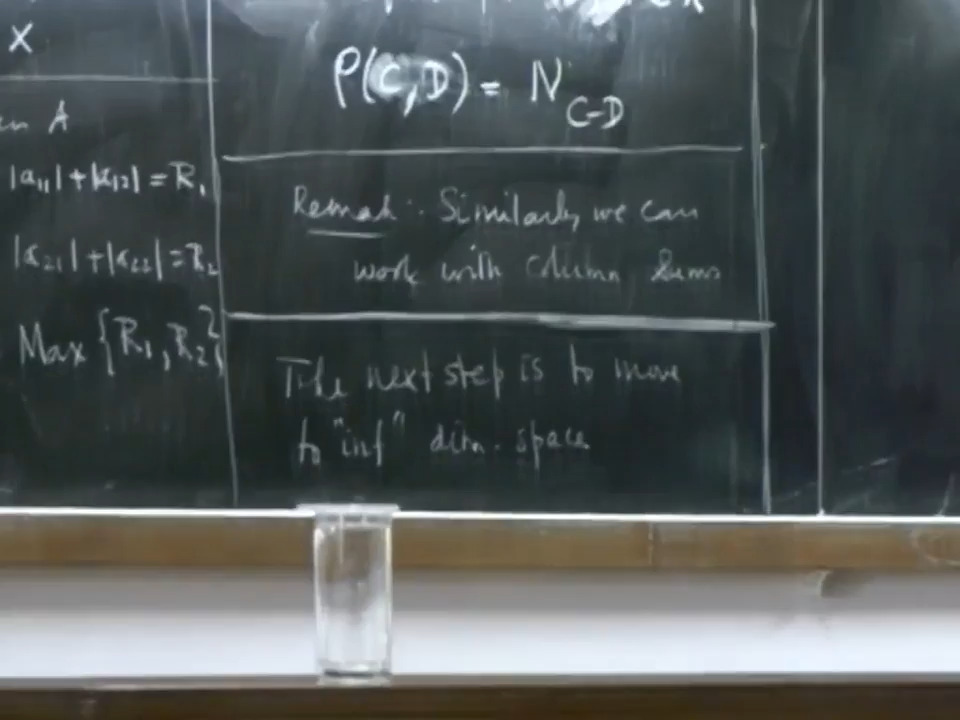 X
A
|a₁₁| + |a₁₂| = R₁
|a₂₁| + |a₂₂| = R₂
Max {R₁, R₂}
ρ(C, D) = N_{C-D}
Remark: Similarly we can
work with column sums
The next step is to move
to "inf" dim. space